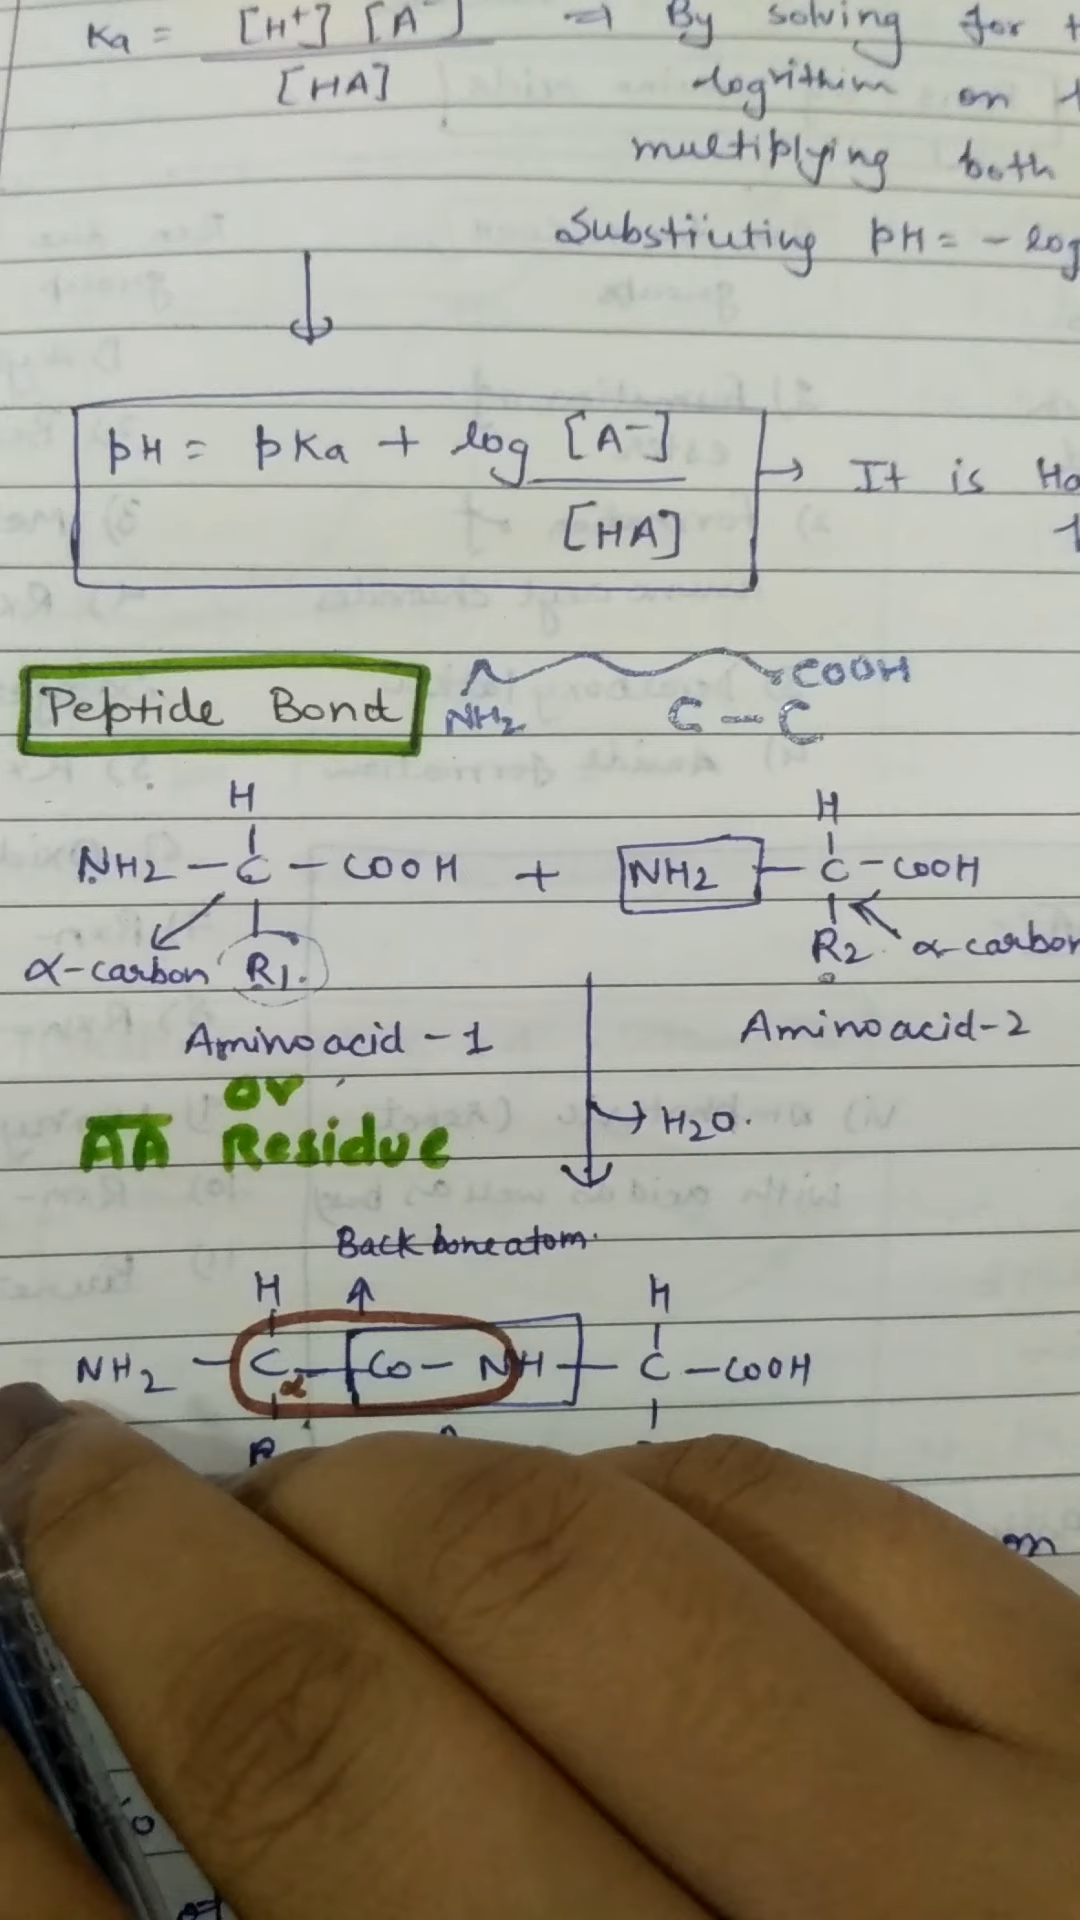 Ka = [H+] [A-] ⇒ By solving for
[HA] logrithim on
multiplying both
Substituting pH = - log
pH = pKa + log [A-] → It is
[HA]
Peptide Bond
NH2 COOH
C - C
H H
NH2 - C - COOH + NH2 - C - COOH
α-carbon R1. R2. α-carbon
Aminoacid - 1 Aminoacid-2
or
AA Residue
→ H2O.
Back bone atom.
H H
NH2 - C - Co - NH - C - COOH
α
R